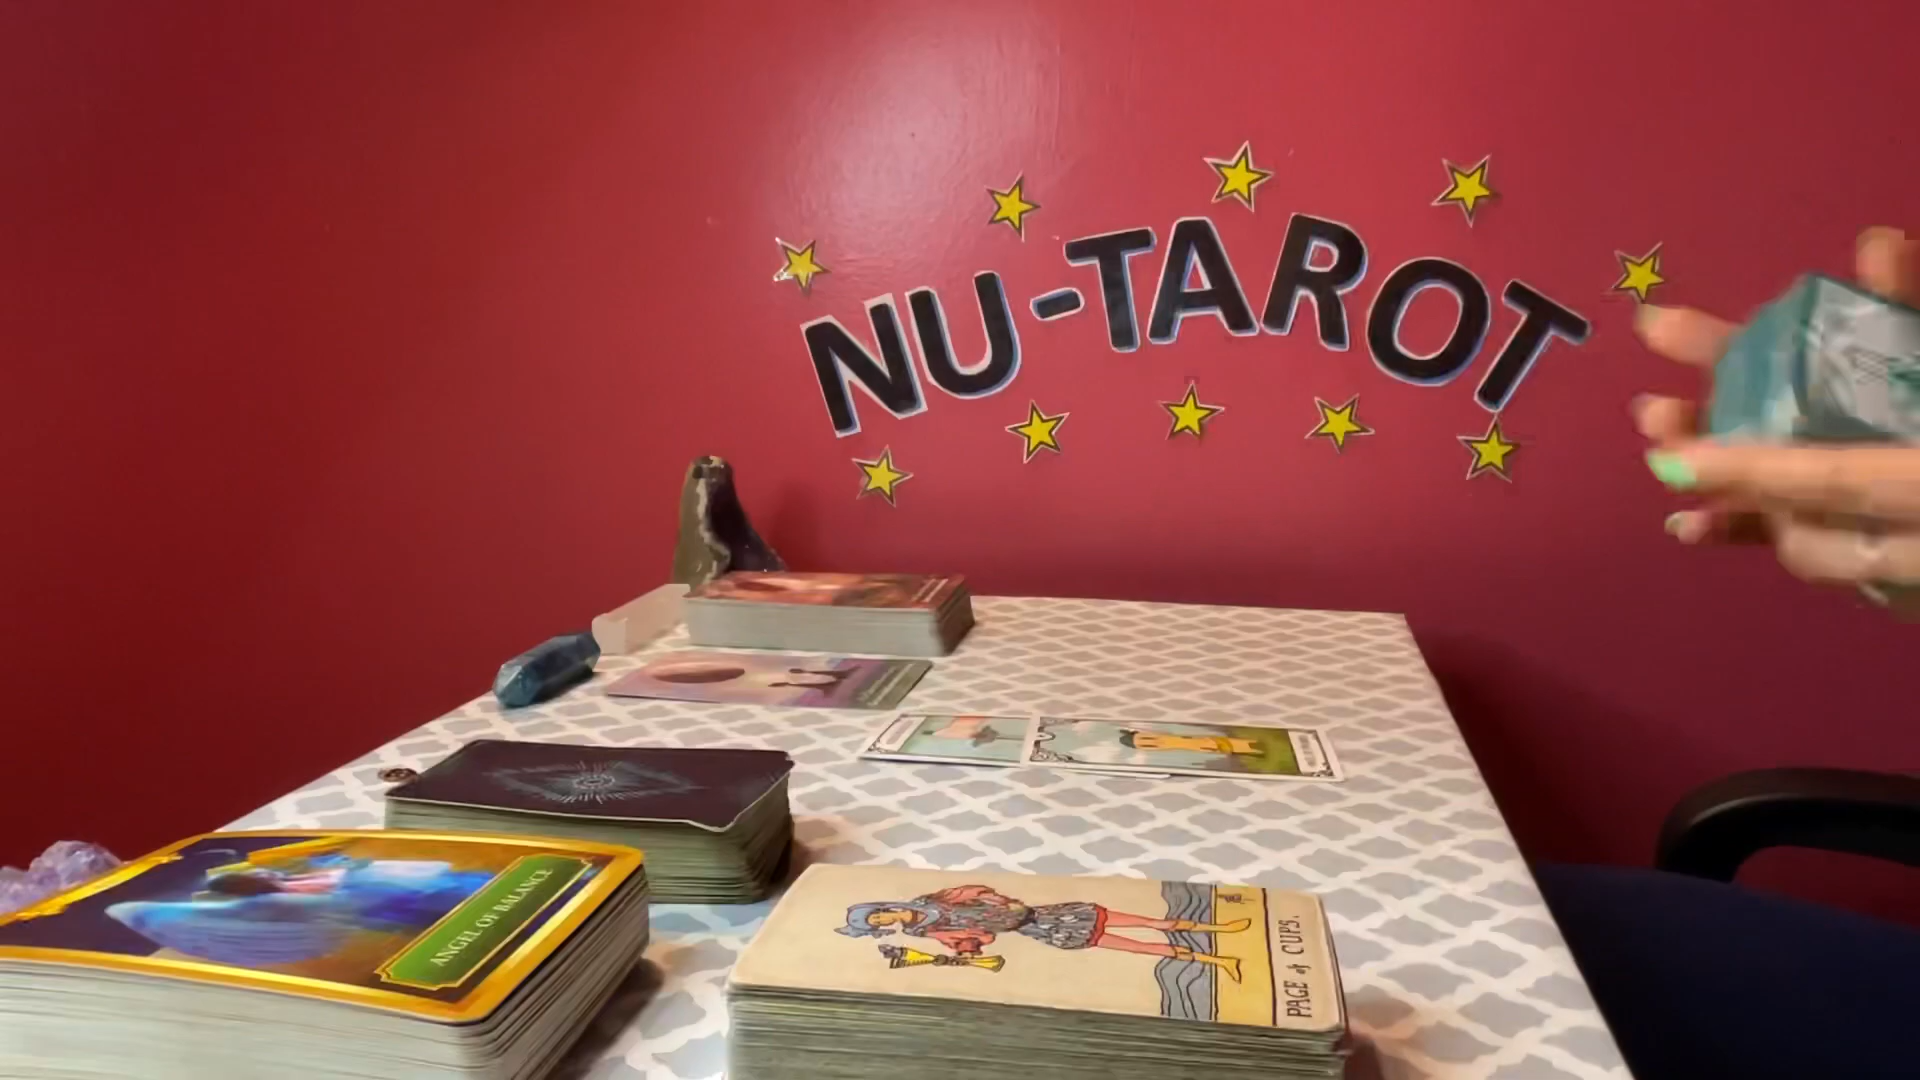 NU-TAROT
ANGEL OF BALANCE
PAGE of CUPS.